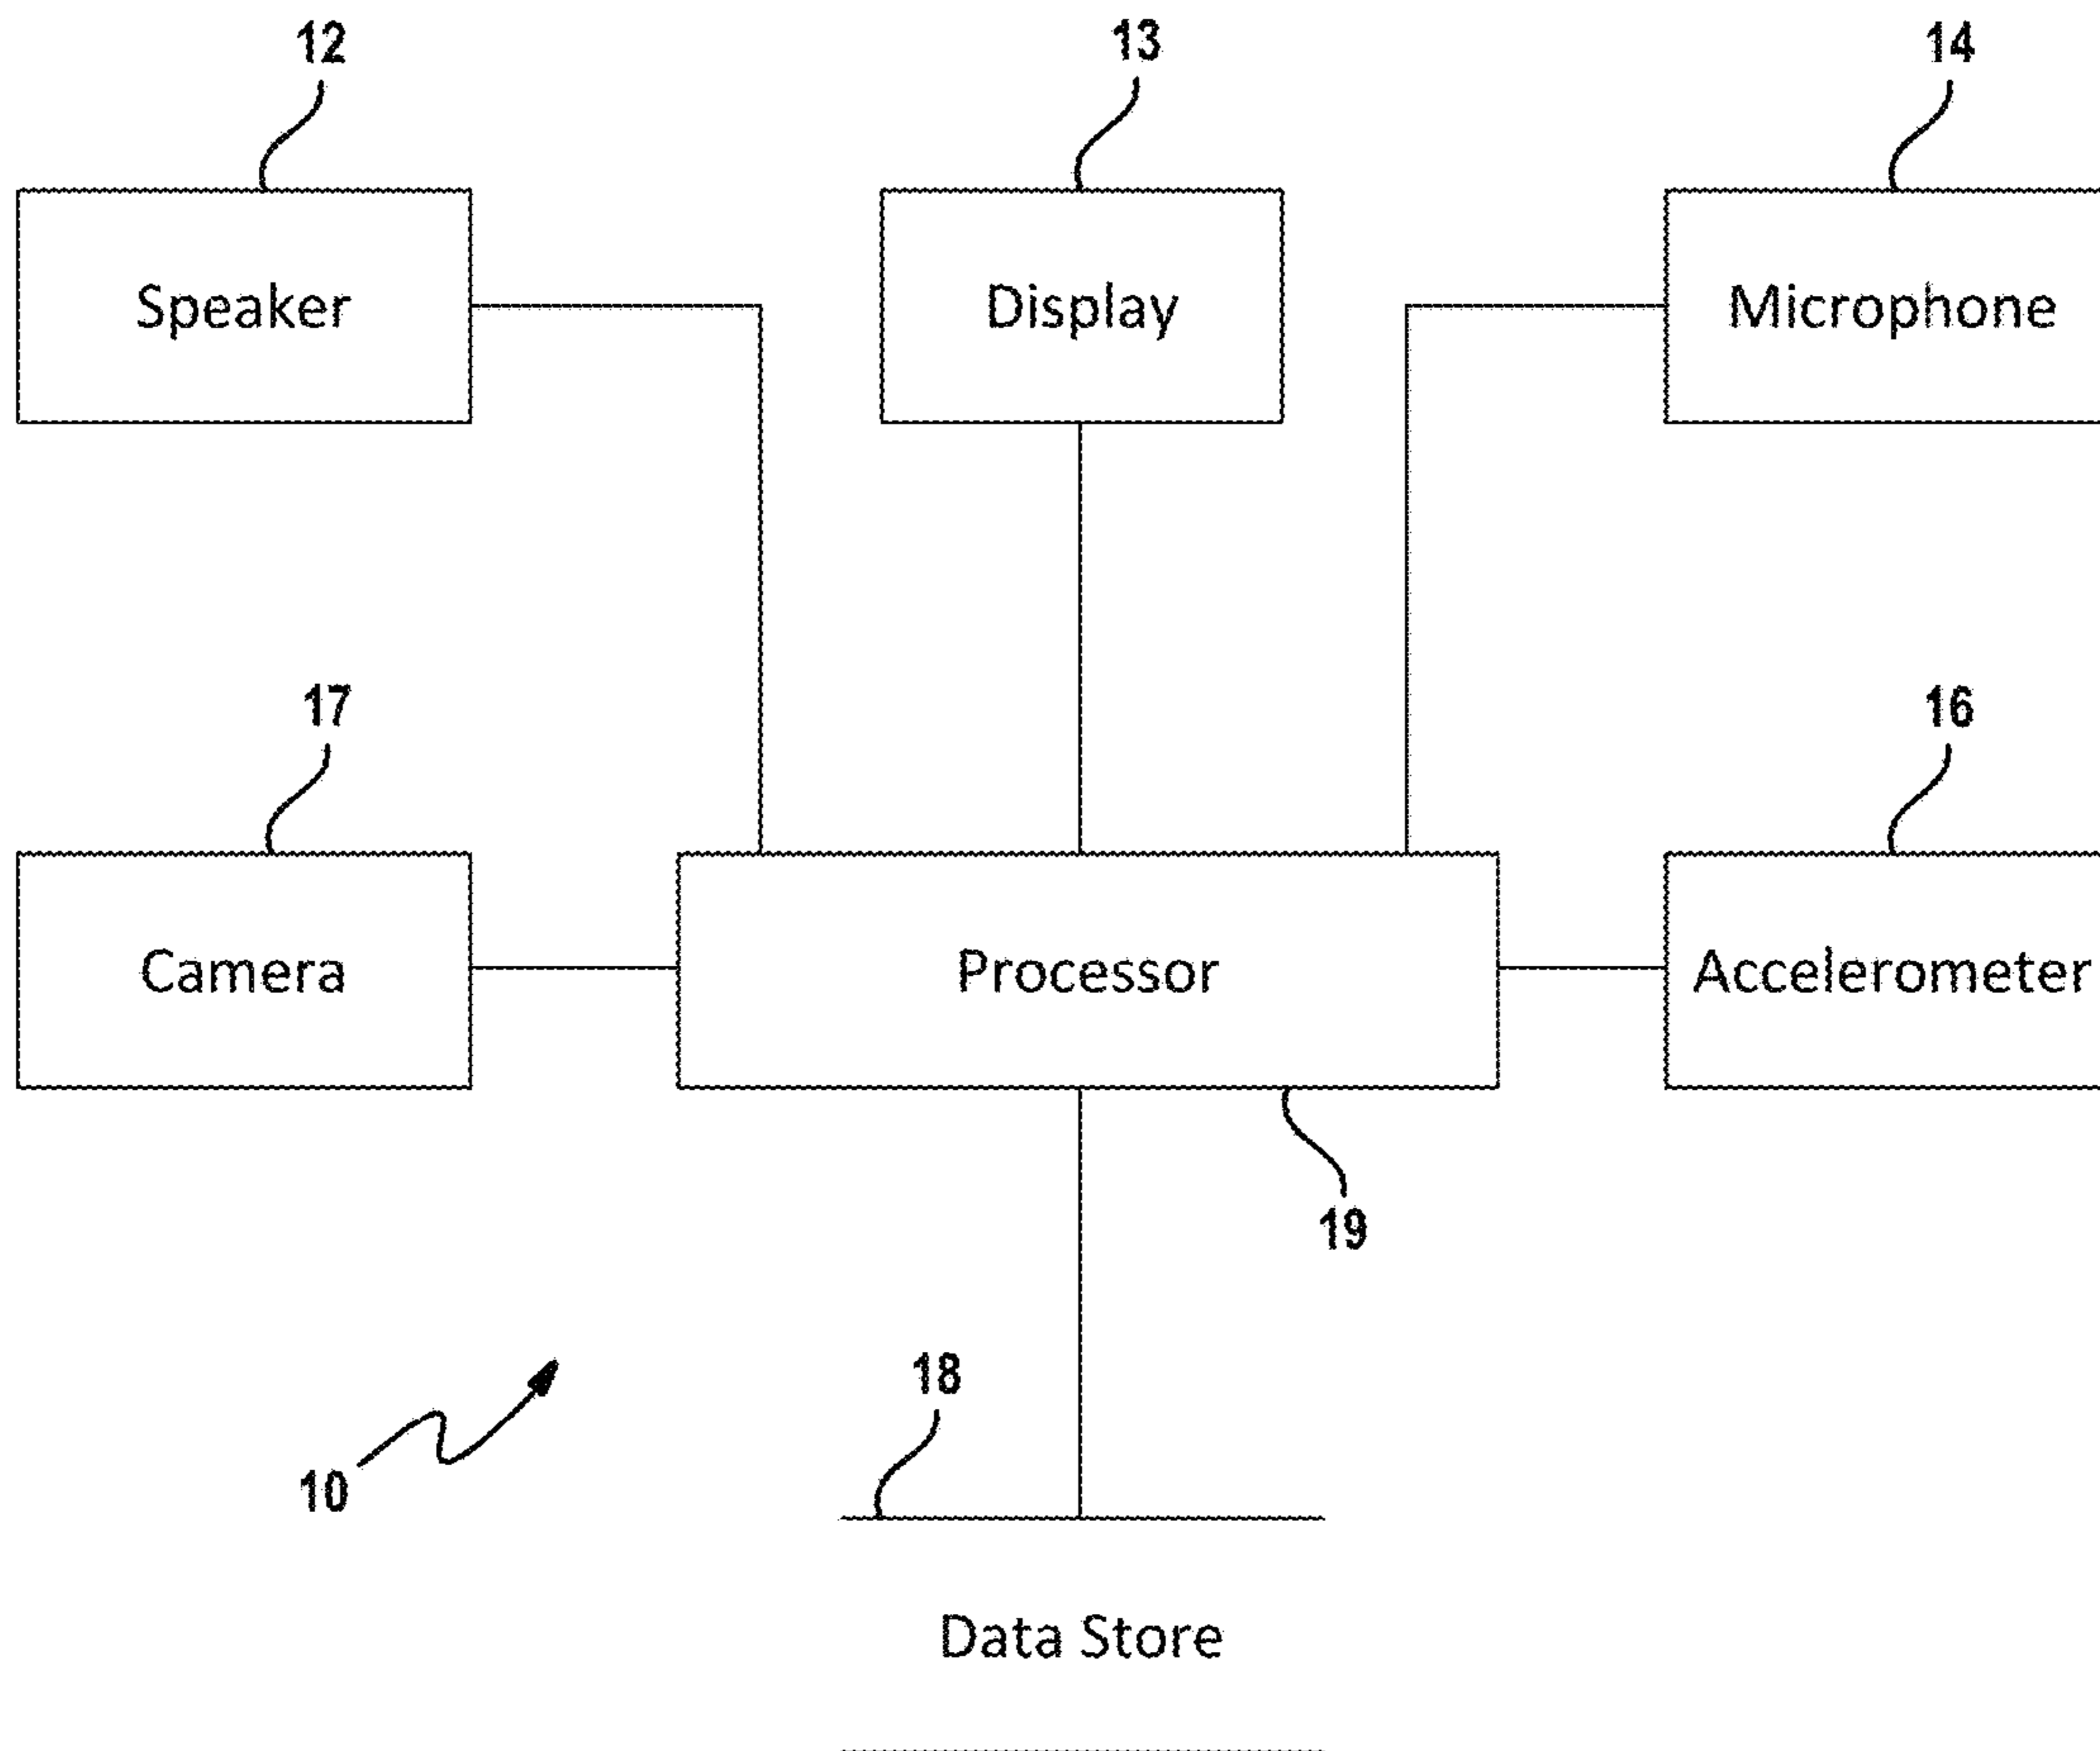 12
13
14
Speaker
Display
Microphone
17
16
Camera
Processor
Accelerometer
19
18
10
Data Store